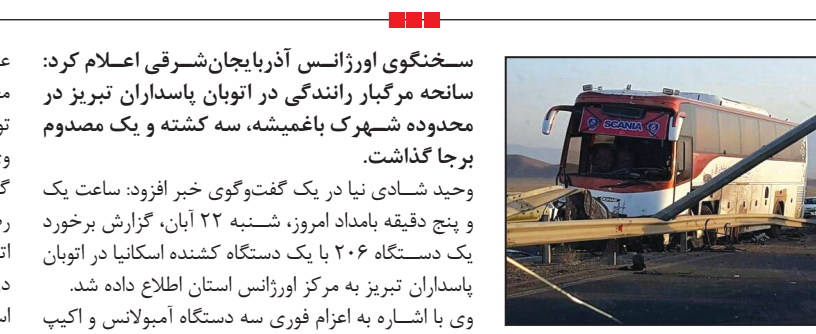 سخنگوی اورژانس آذربایجان‌شرقی اعلام کرد:
سانحه مرگبار رانندگی در اتوبان پاسداران تبریز در
محدوده شهرک باغمیشه، سه کشته و یک مصدوم
برجا گذاشت.
وحید شادی نیا در یک گفت‌وگوی خبر افزود: ساعت یک
و پنج دقیقه بامداد امروز، شنبه ۲۲ آبان، گزارش برخورد
یک دستگاه ۲۰۶ با یک دستگاه کشنده اسکانیا در اتوبان
پاسداران تبریز به مرکز اورژانس استان اطلاع داده شد.
وی با اشاره به اعزام فوری سه دستگاه آمبولانس و اکیپ
SCANIA